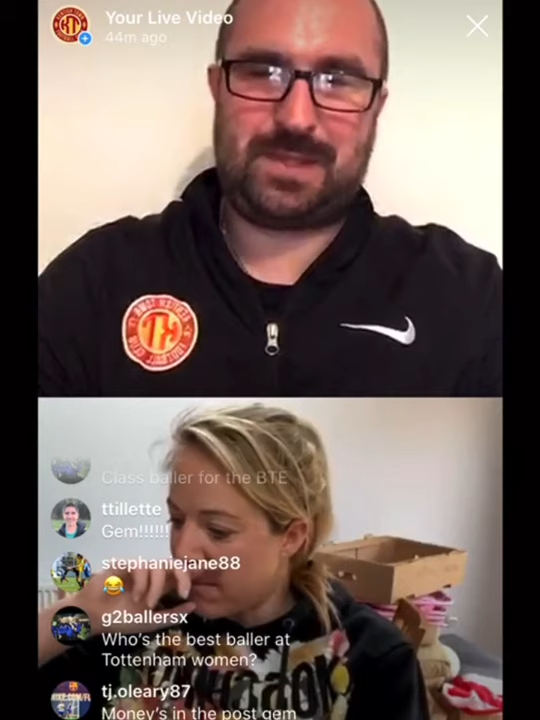 Your Live Video
44m ago
Class baller for the BTE
ttillette
Gem!!!!!!
stephaniejane88
😂
g2ballersx
Who's the best baller at
Tottenham women?
tj.oleary87
Money's in the post gem